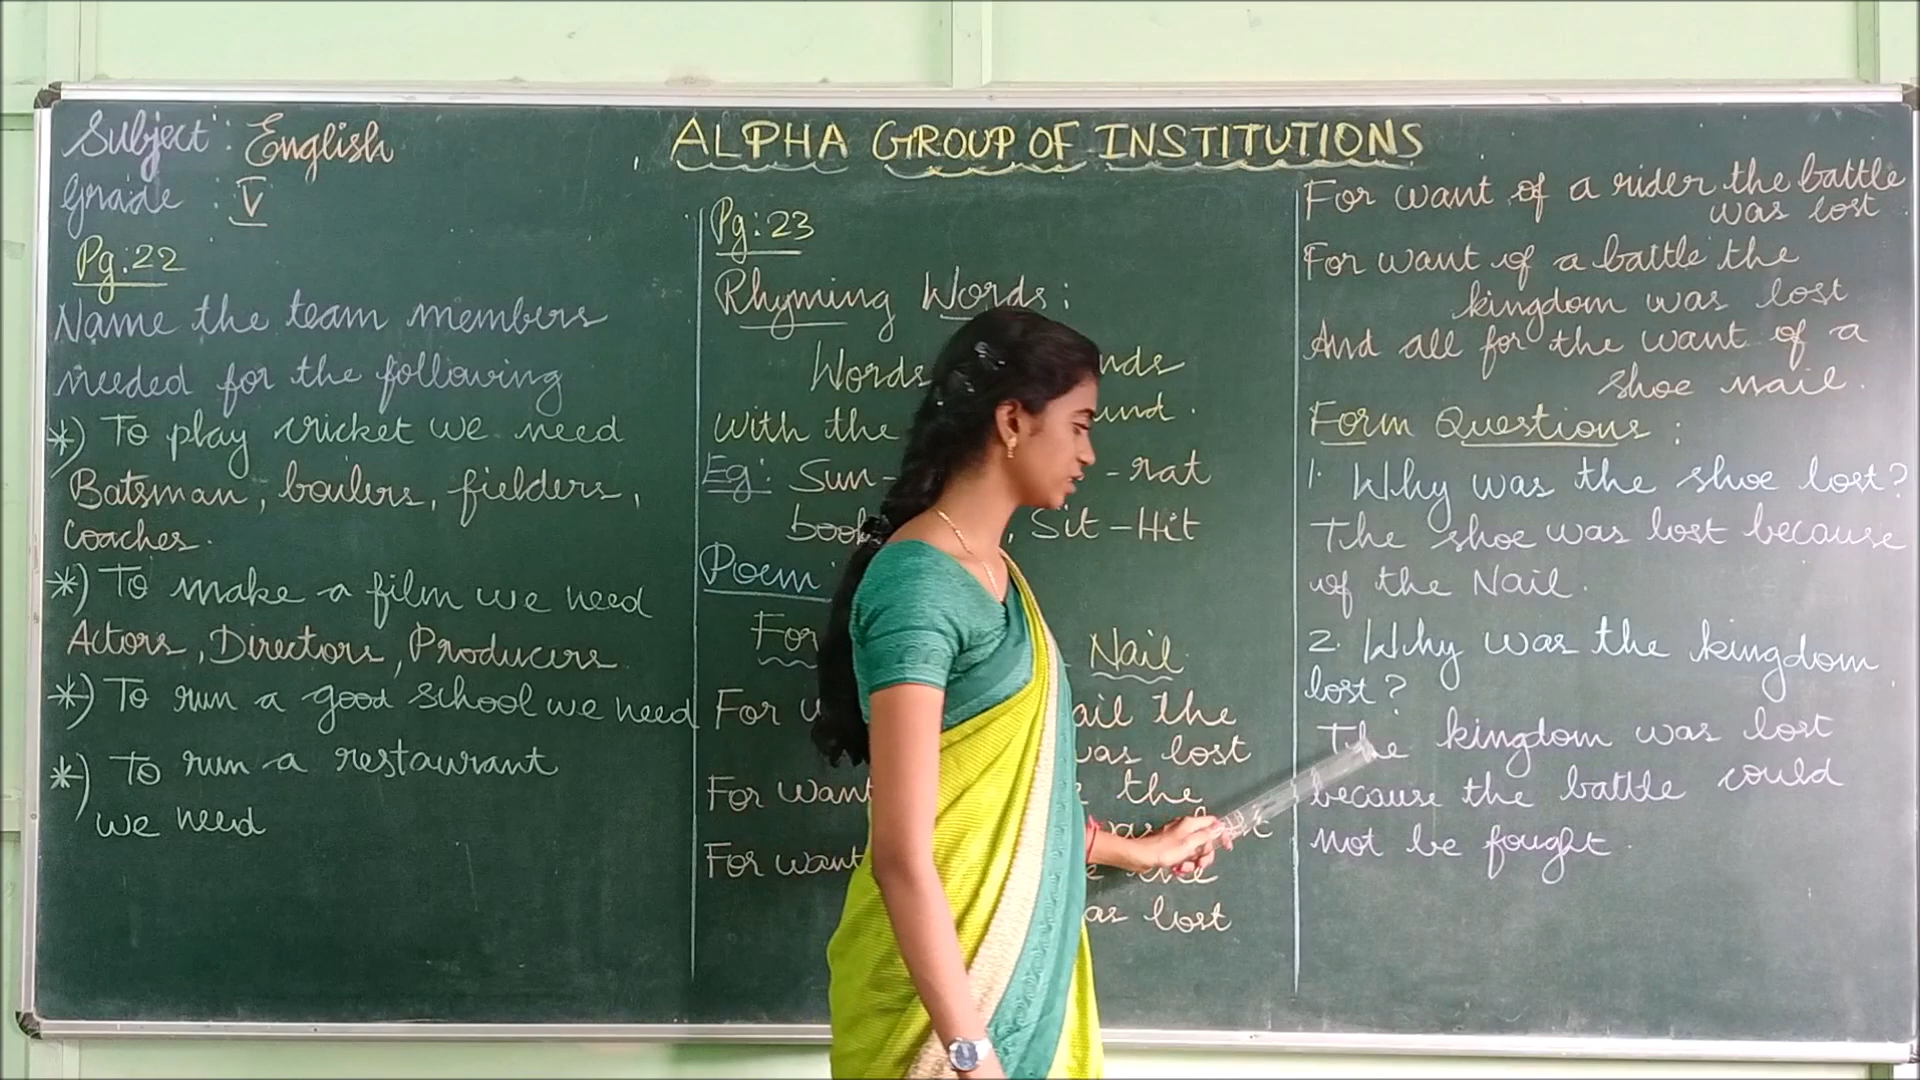 Subject : English
Grade : V
ALPHA GROUP OF INSTITUTIONS
Pg:22
Name the team members
needed for the following
*) To play cricket we need
Batsman, boilers, fielders,
Coaches.
*) To make a film we need
Actors, Directors, Producers
*) To run a good school we need
*) To run a restaurant
we need
Pg:23
Rhyming Words:
Words
with the
Eg: Sun- -rat
book , Sit-Hit
Poem
For Nail
For the
was lost
For want the
For want
lost
For want of a rider the battle
was lost
For want of a battle the
kingdom was lost
And all for the want of a
shoe nail.
Form Questions :
1. Why was the shoe lost?
The shoe was lost because
of the Nail.
2. Why was the kingdom
lost?
The kingdom was lost
because the battle could
not be fought.